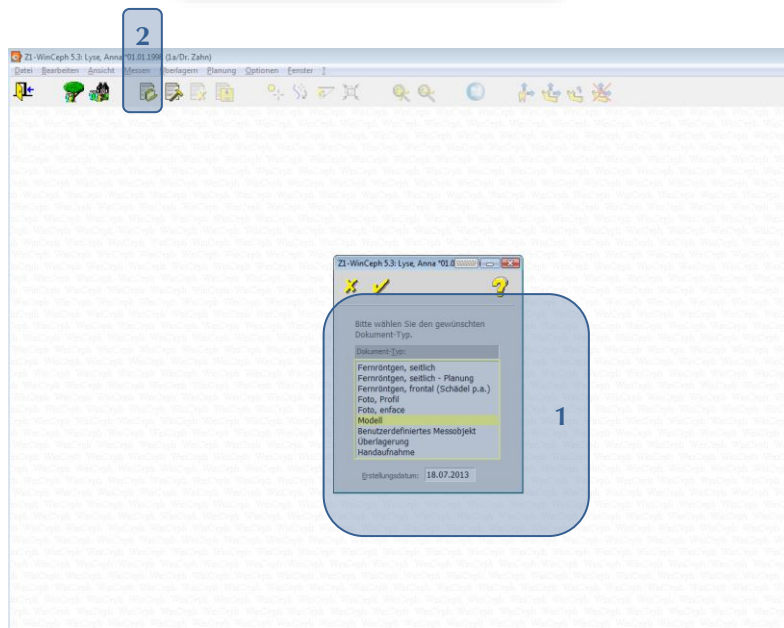 2
Z1-WinCeph 5.3: Lyse, Anna *01.01.1998 (1a/Dr. Zahn)
Datei Bearbeiten Ansicht Messen Überlagern Planung Optionen Fenster ?
Z1-WinCeph 5.3: Lyse, Anna *01.0
Bitte wählen Sie den gewünschten
Dokument-Typ.
Dokument-Typ:
Fernröntgen, seitlich
Fernröntgen, seitlich - Planung
Fernröntgen, frontal (Schädel p.a.)
Foto, Profil
Foto, enface
Modell
Benutzerdefiniertes Messobjekt
Überlagerung
Handaufnahme
Erstellungsdatum: 18.07.2013
1